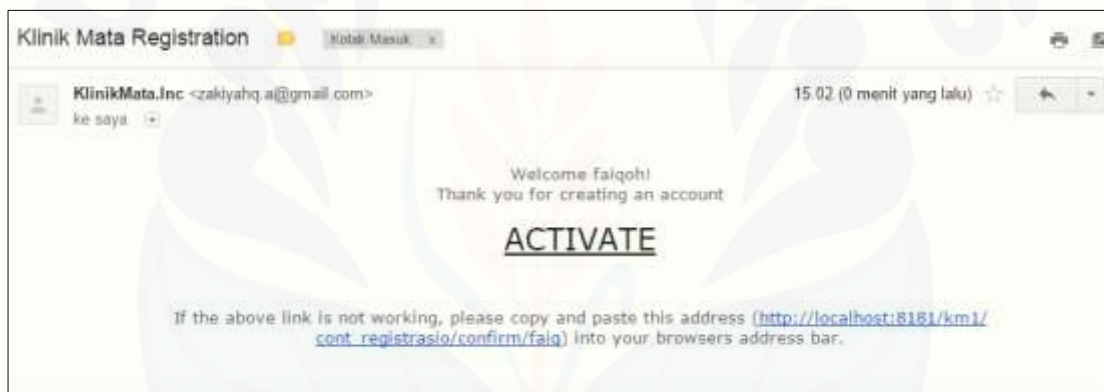 Klinik Mata Registration Kotak Masuk x
KlinikMata.Inc <zakiyahq.a@gmail.com> 15.02 (0 menit yang lalu)
ke saya
Welcome faiqoh!
Thank you for creating an account
ACTIVATE
If the above link is not working, please copy and paste this address (http://localhost:8181/km1/
cont_registrasio/confirm/faiq) into your browsers address bar.